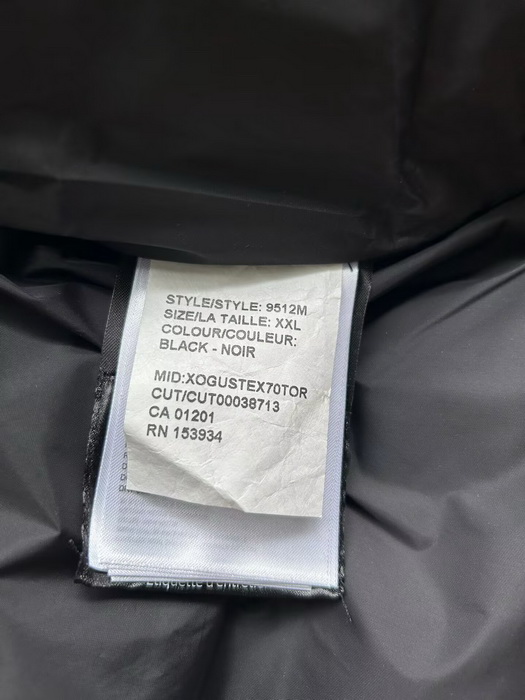 STYLE/STYLE: 9512M
SIZE/LA TAILLE: XXL
COLOUR/COULEUR:
BLACK - NOIR
MID:XOGUSTEX70TOR
CUT/CUT00038713
CA 01201
RN 153934